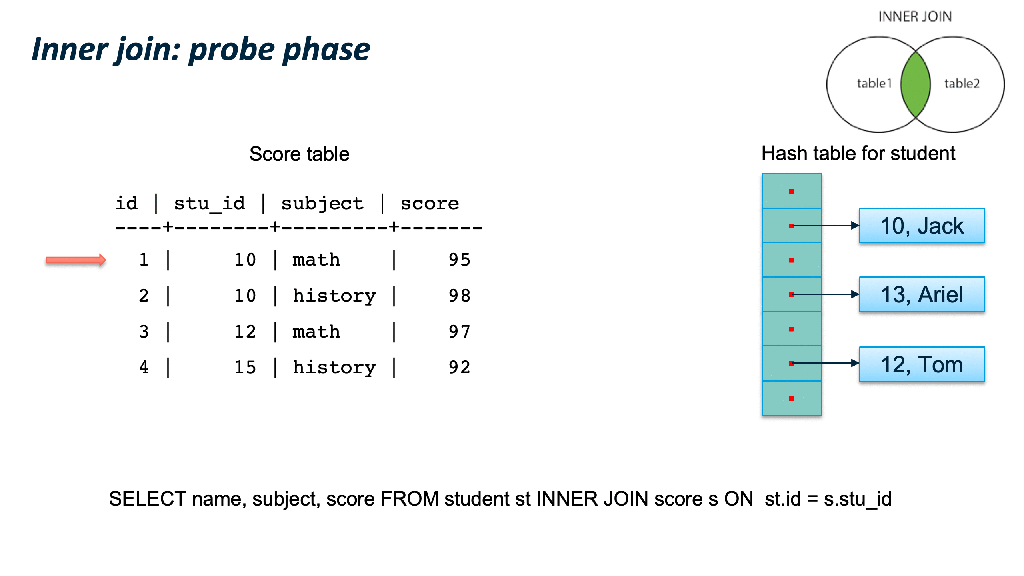 INNER JOIN
Inner join: probe phase
table1
table2
Score table
Hash table for student
id | stu_id | subject | score
----+--------+---------+-------
1 | 10 | math | 95
2 | 10 | history | 98
3 | 12 | math | 97
4 | 15 | history | 92
10, Jack
13, Ariel
12, Tom
SELECT name, subject, score FROM student st INNER JOIN score s ON st.id = s.stu_id